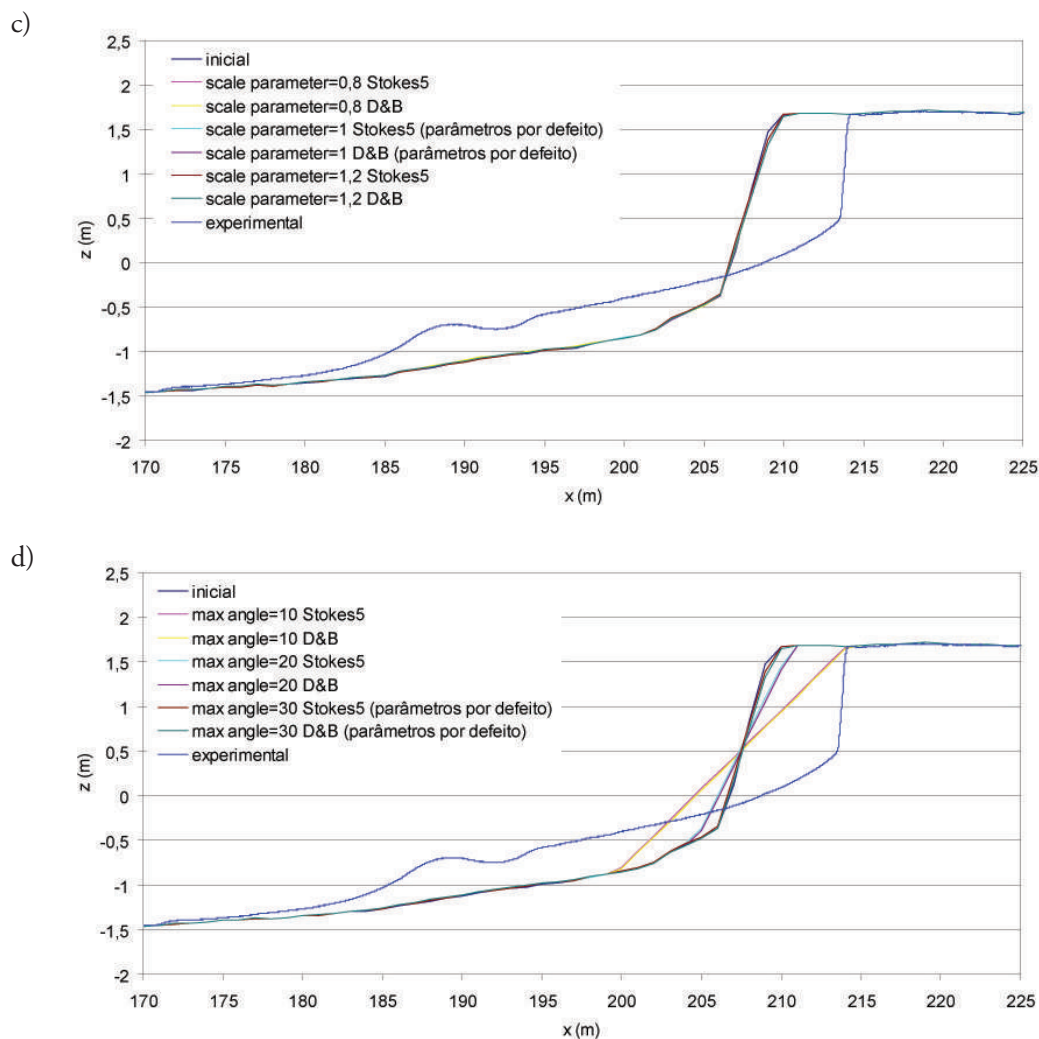 c)
2,5
2
1,5
1
0,5
0
-0,5
-1
-1,5
-2
z (m)
inicial
scale parameter=0,8 Stokes5
scale parameter=0,8 D&B
scale parameter=1 Stokes5 (parâmetros por defeito)
scale parameter=1 D&B (parâmetros por defeito)
scale parameter=1,2 Stokes5
scale parameter=1,2 D&B
experimental
170 175 180 185 190 195 200 205 210 215 220 225
x (m)
d)
2,5
2
1,5
1
0,5
0
-0,5
-1
-1,5
-2
z (m)
inicial
max angle=10 Stokes5
max angle=10 D&B
max angle=20 Stokes5
max angle=20 D&B
max angle=30 Stokes5 (parâmetros por defeito)
max angle=30 D&B (parâmetros por defeito)
experimental
170 175 180 185 190 195 200 205 210 215 220 225
x (m)